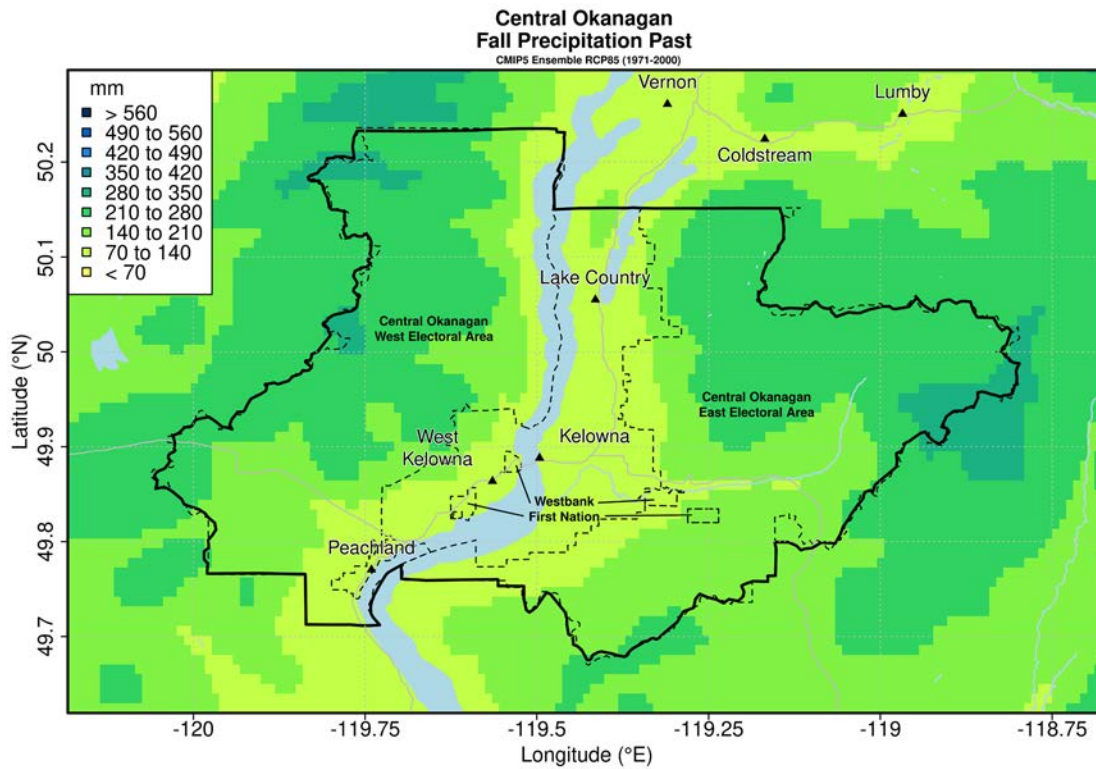 Central Okanagan
Fall Precipitation Past
CMIP5 Ensemble RCP85 (1971-2000)
mm
> 560
490 to 560
420 to 490
350 to 420
280 to 350
210 to 280
140 to 210
70 to 140
< 70
Vernon
Lumby
Coldstream
Lake Country
Central Okanagan
West Electoral Area
Central Okanagan
East Electoral Area
West
Kelowna
Kelowna
Westbank
First Nation
Peachland
Latitude (°N)
50.2
50.1
50
49.9
49.8
49.7
-120
-119.75
-119.5
-119.25
-119
-118.75
Longitude (°E)